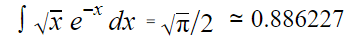 ∫ √x̅ e⁻ˣ dx = √π̅/2 ≃ 0.886227